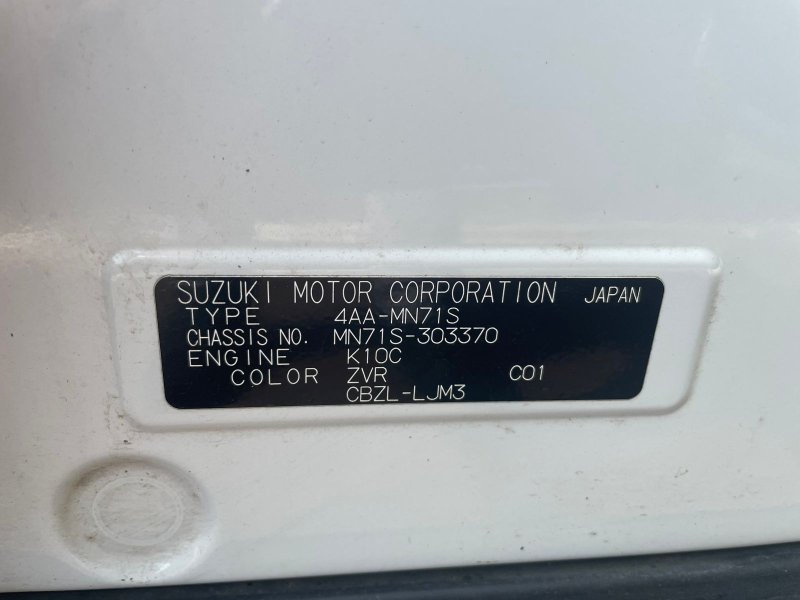 SUZUKI MOTOR CORPORATION JAPAN
TYPE 4AA-MN71S
CHASSIS NO. MN71S-303370
ENGINE K10C
COLOR ZVR C01
CBZL-LJM3